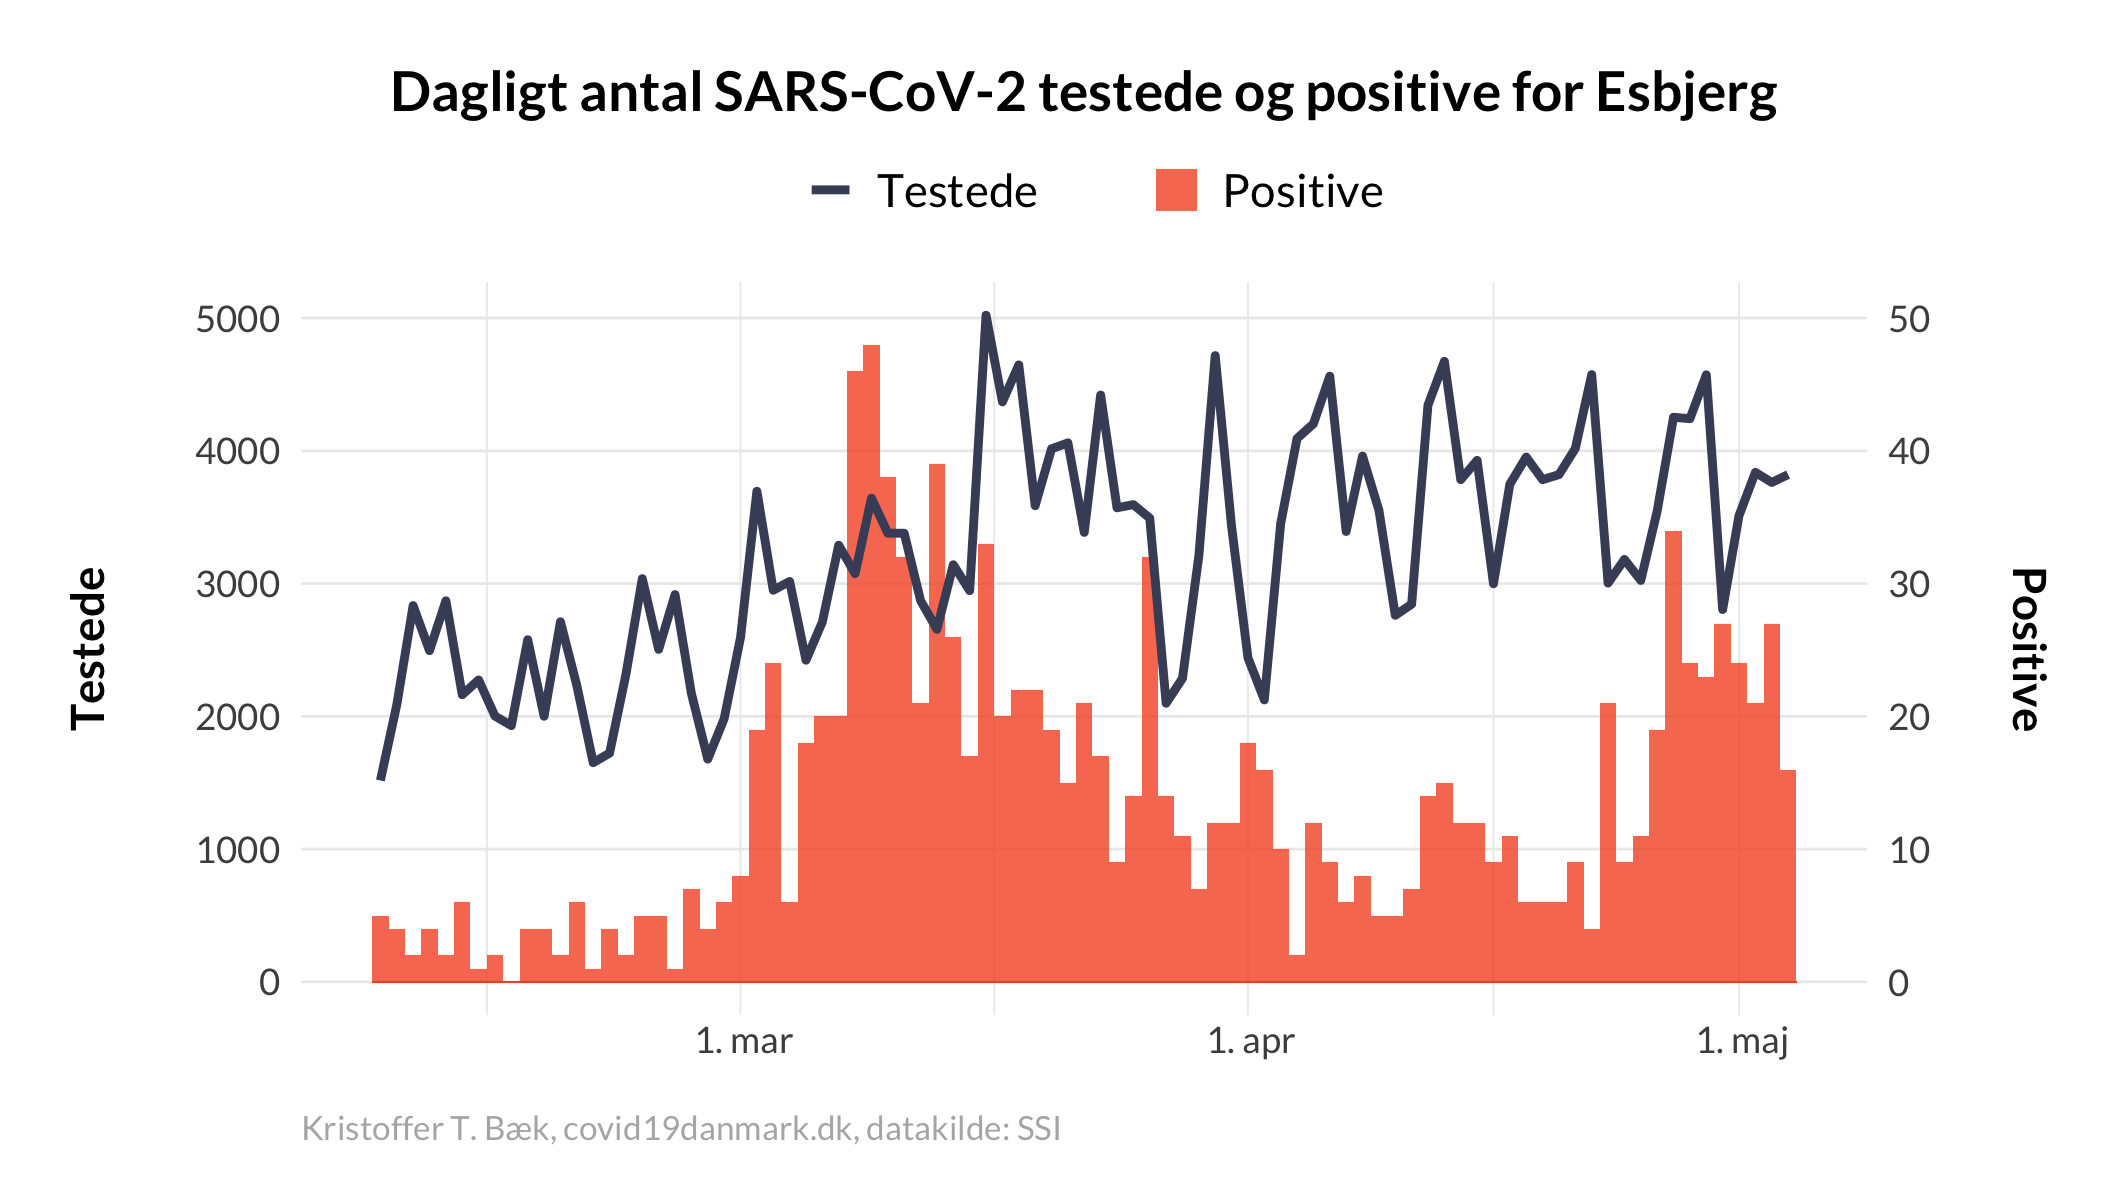 Dagligt antal SARS-CoV-2 testede og positive for Esbjerg
Testede Positive
5000 50
4000 40
3000 30
2000 20
1000 10
0 0
Testede
Positive
1. mar 1. apr 1. maj
Kristoffer T. Bæk, covid19danmark.dk, datakilde: SSI